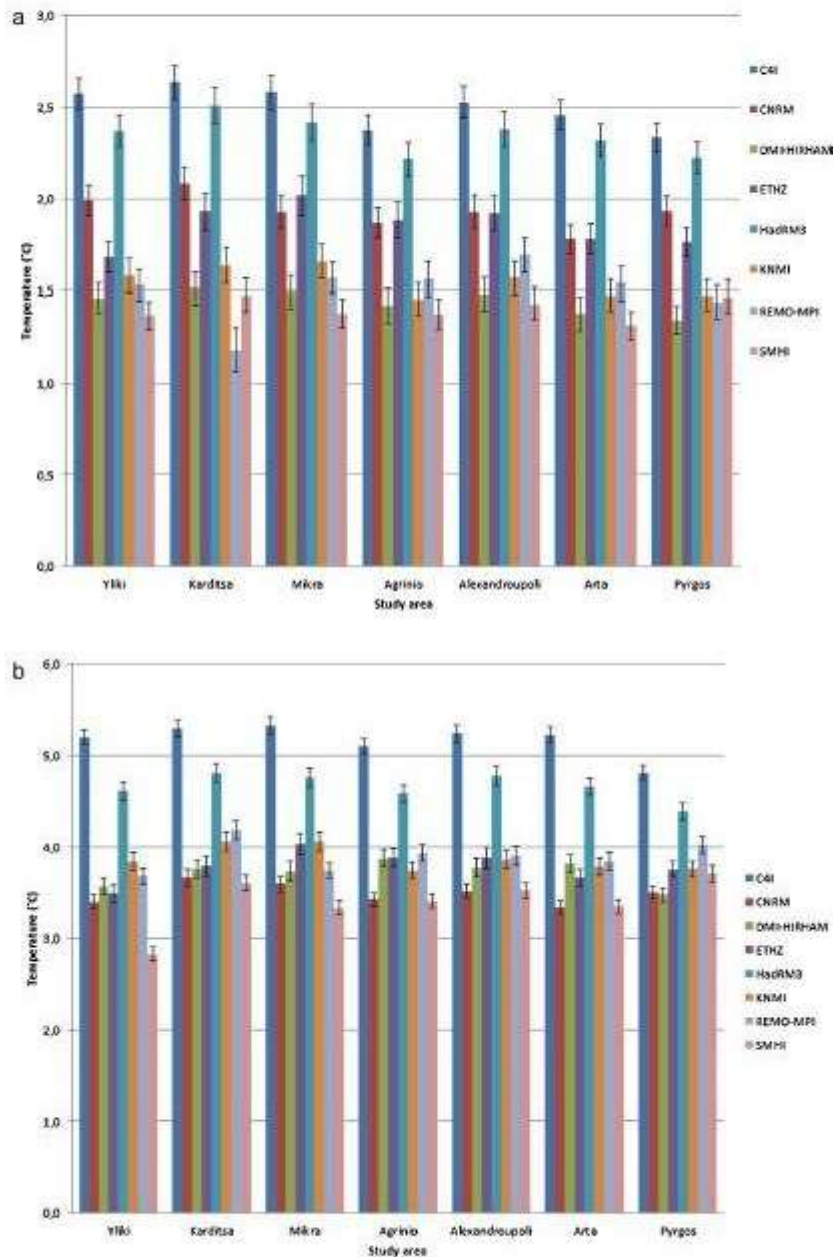 a
3,0
2,5
2,0
1,5
1,0
0,5
0,0
Temperature (°C)
Yliki
Karditsa
Mikra
Agrinio
Alexandroupoli
Arta
Pyrgos
Study area
C4I
CNRM
DMI-HIRHAM
ETHZ
HadRM3
KNMI
REMO-MPI
SMHI
b
6,0
5,0
4,0
3,0
2,0
1,0
0,0
Temperature (°C)
Yliki
Karditsa
Mikra
Agrinio
Alexandroupoli
Arta
Pyrgos
Study area
C4I
CNRM
DMI-HIRHAM
ETHZ
HadRM3
KNMI
REMO-MPI
SMHI